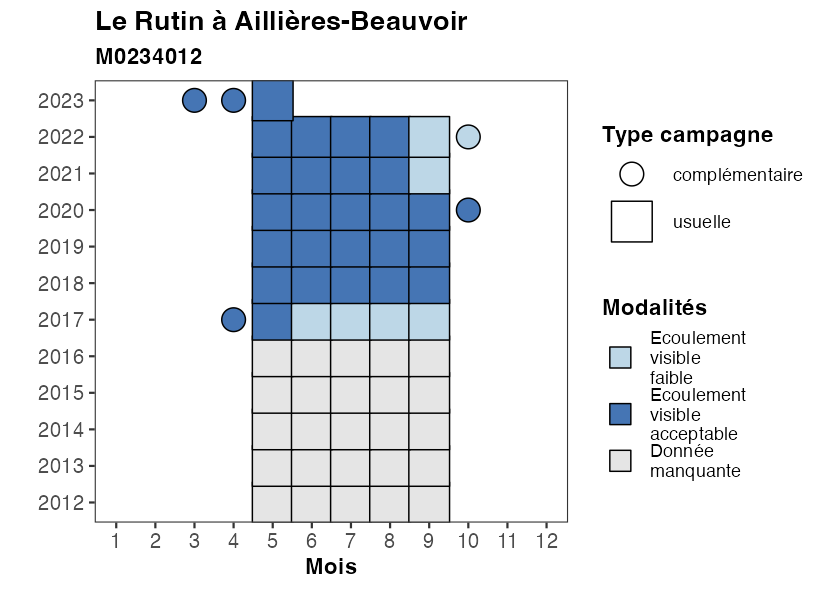 Le Rutin à Aillières-Beauvoir
M0234012
2023
2022
2021
2020
2019
2018
2017
2016
2015
2014
2013
2012
1 2 3 4 5 6 7 8 9 10 11 12
Mois
Type campagne
complémentaire
usuelle
Modalités
Ecoulement
visible
faible
Ecoulement
visible
acceptable
Donnée
manquante